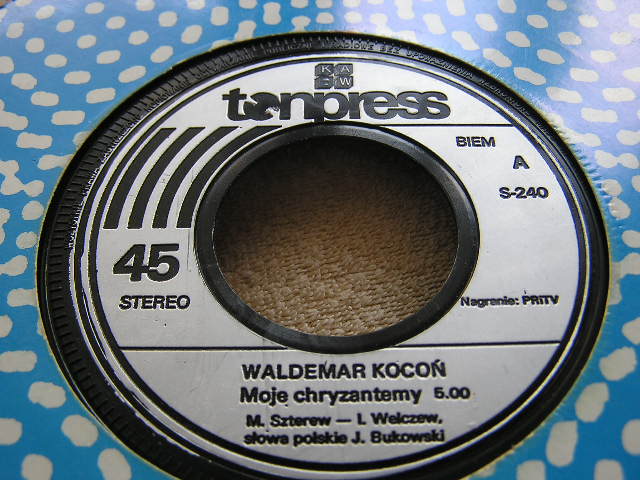 KAW
tonpress
BIEM
A
S-240
45
STEREO
Nagranie: PRiTV
WALDEMAR KOCOŃ
Moje chryzantemy 5.00
M. Szterew — I. Welczew,
słowa polskie J. Bukowski